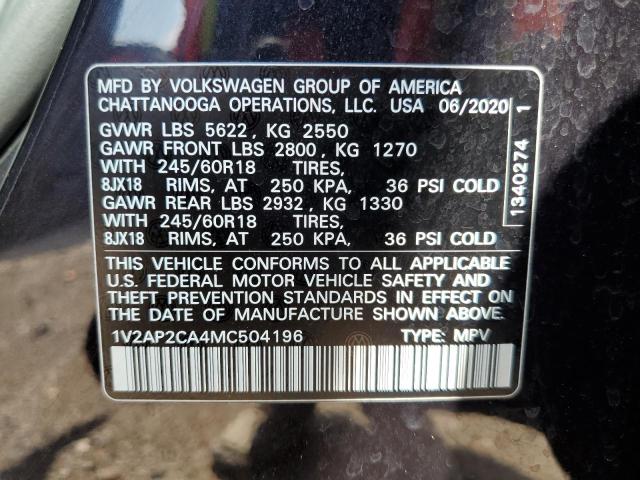 MFD BY VOLKSWAGEN GROUP OF AMERICA
CHATTANOOGA OPERATIONS, LLC. USA 06/2020
GVWR LBS 5622, KG 2550
GAWR FRONT LBS 2800, KG 1270
WITH 245/60R18 TIRES,
8JX18 RIMS, AT 250 KPA, 36 PSI COLD
GAWR REAR LBS 2932, KG 1330
WITH 245/60R18 TIRES,
8JX18 RIMS, AT 250 KPA, 36 PSI COLD
THIS VEHICLE CONFORMS TO ALL APPLICABLE
U.S. FEDERAL MOTOR VEHICLE SAFETY AND
THEFT PREVENTION STANDARDS IN EFFECT ON
THE DATE OF MANUFACTURE SHOWN ABOVE.
1V2AP2CA4MC504196 TYPE: MPV
1340274 1